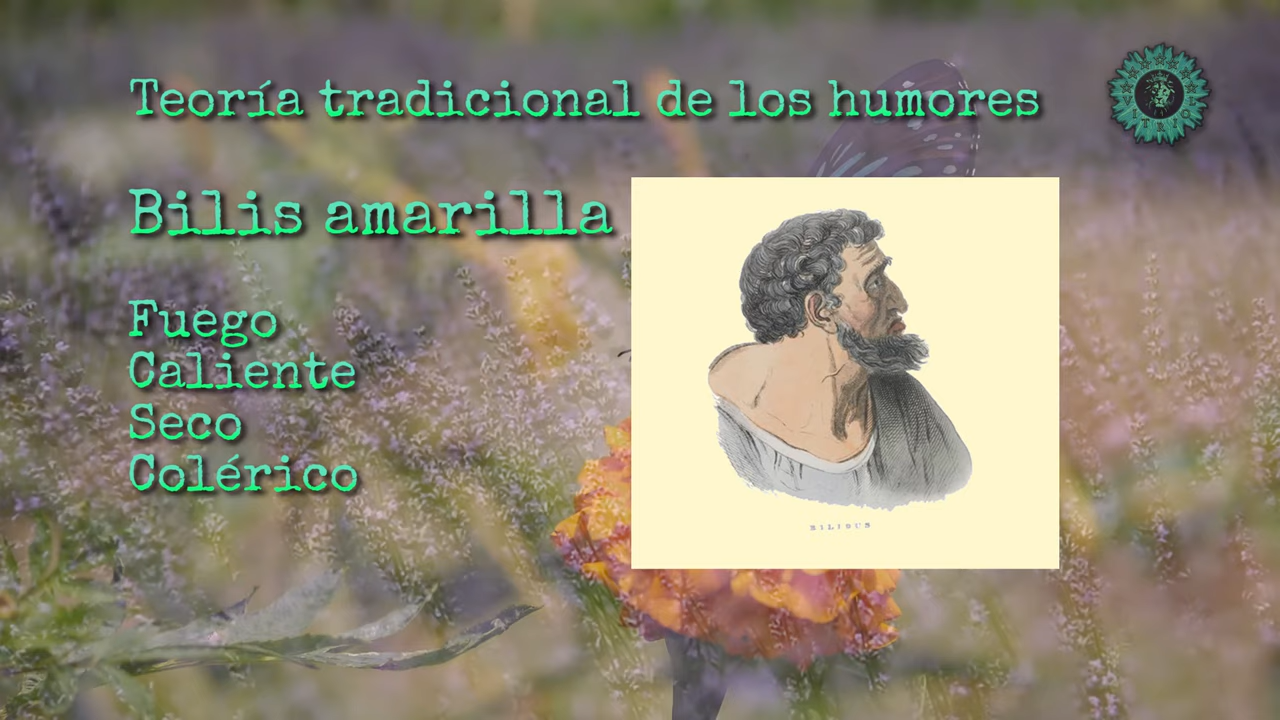 Teoría tradicional de los humores
Bilis amarilla
Fuego
Caliente
Seco
Colérico
BILIOUS